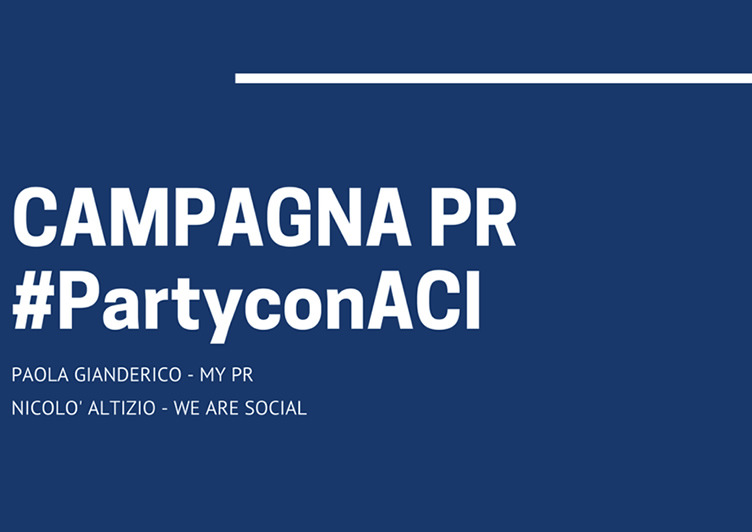 CAMPAGNA PR
#PartyconACI
PAOLA GIANDERICO - MY PR
NICOLO' ALTIZIO - WE ARE SOCIAL